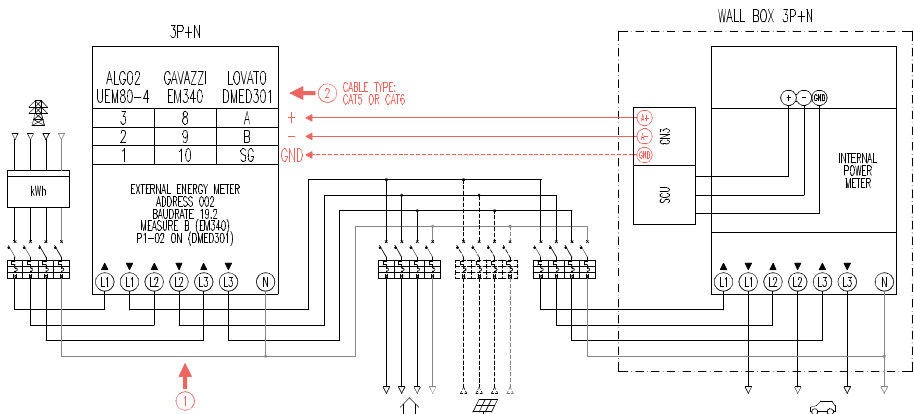 WALL BOX 3P+N
3P+N
ALGO2 GAVAZZI LOVATO
UEM80-4 EM340 DMED301
2 CABLE TYPE:
CAT5 OR CAT6
3 8 A + A+ + - GND
2 9 B - A-
1 10 SG GND GND
CN3
SCU
INTERNAL
POWER
METER
kWh
EXTERNAL ENERGY METER
ADDRESS 002
BAUDRATE 19.2
MEASURE B (EM340)
P1-02 ON (DMED301)
L1 L1 L2 L2 L3 L3 N
L1 L1 L2 L2 L3 L3 N
1